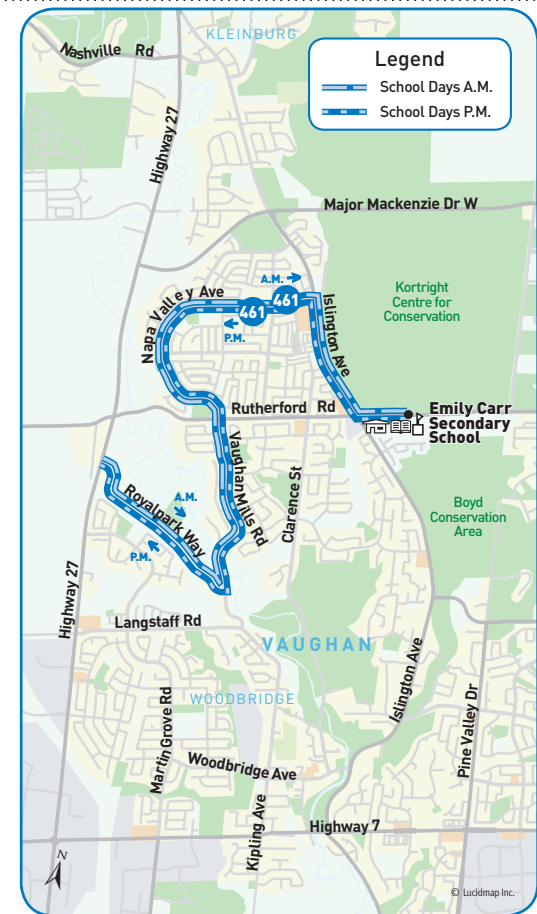 KLEINBURG
Nashville Rd
Legend
School Days A.M.
School Days P.M.
Highway 27
Major Mackenzie Dr W
A.M.
Napa Valley Ave
461
461
P.M.
Islington Ave
Kortright
Centre for
Conservation
Rutherford Rd
Emily Carr
Secondary
School
Vaughan Mills Rd
Clarence St
Royalpark Way
A.M.
P.M.
Boyd
Conservation
Area
Highway 27
Langstaff Rd
VAUGHAN
Islington Ave
WOODBRIDGE
Martin Grove Rd
Pine Valley Dr
Woodbridge Ave
Kipling Ave
Highway 7
N
© Lucidmap Inc.